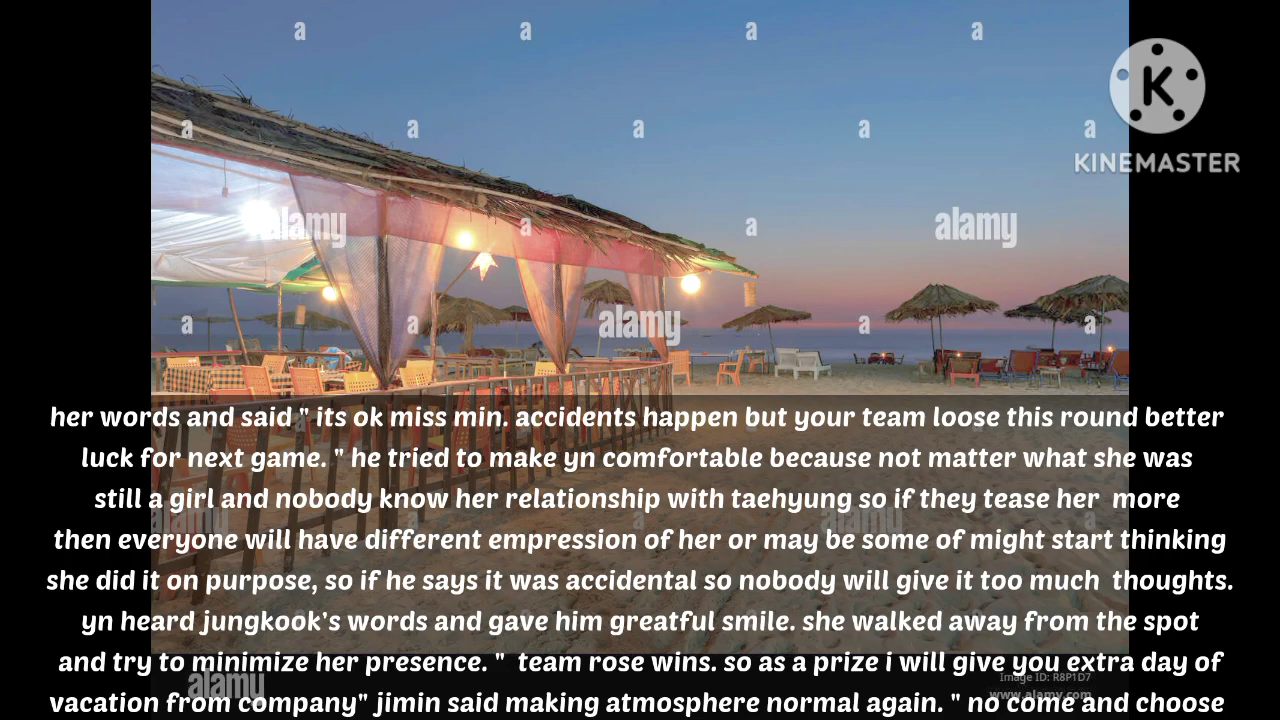 a a a a
K
a a a a a
KINEMASTER
alamy a a alamy
a a alamy a a
her words and said " its ok miss min. accidents happen but your team loose this round better
luck for next game. " he tried to make yn comfortable because not matter what she was
still a girl and nobody know her relationship with taehyung so if they tease her  more
then everyone will have different empression of her or may be some of might start thinking
she did it on purpose, so if he says it was accidental so nobody will give it too much  thoughts.
yn heard jungkook's words and gave him greatful smile. she walked away from the spot
and try to minimize her presence. "  team rose wins. so as a prize i will give you extra day of
Image ID: R8P1D7
alamy
www.alamy.com
vacation from company" jimin said making atmosphere normal again. " no come and choose